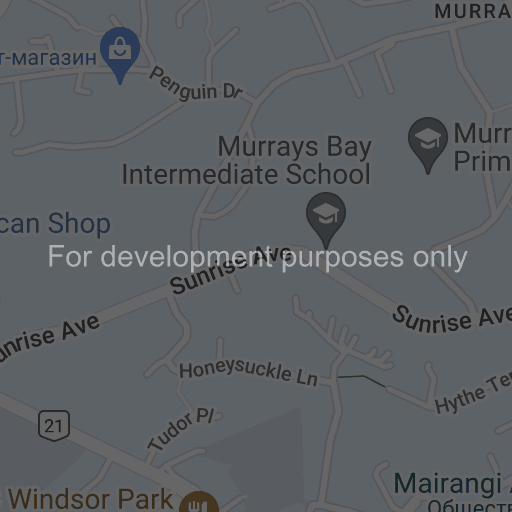 MURRA
т-магазин
Penguin Dr
Murrays Bay
Intermediate School
Murr
Prim
can Shop
For development purposes only
Sunrise Ave
Sunrise Ave
unrise Ave
Honeysuckle Ln
Hythe Ter
21
Tudor Pl
Mairangi
Windsor Park
Обществ